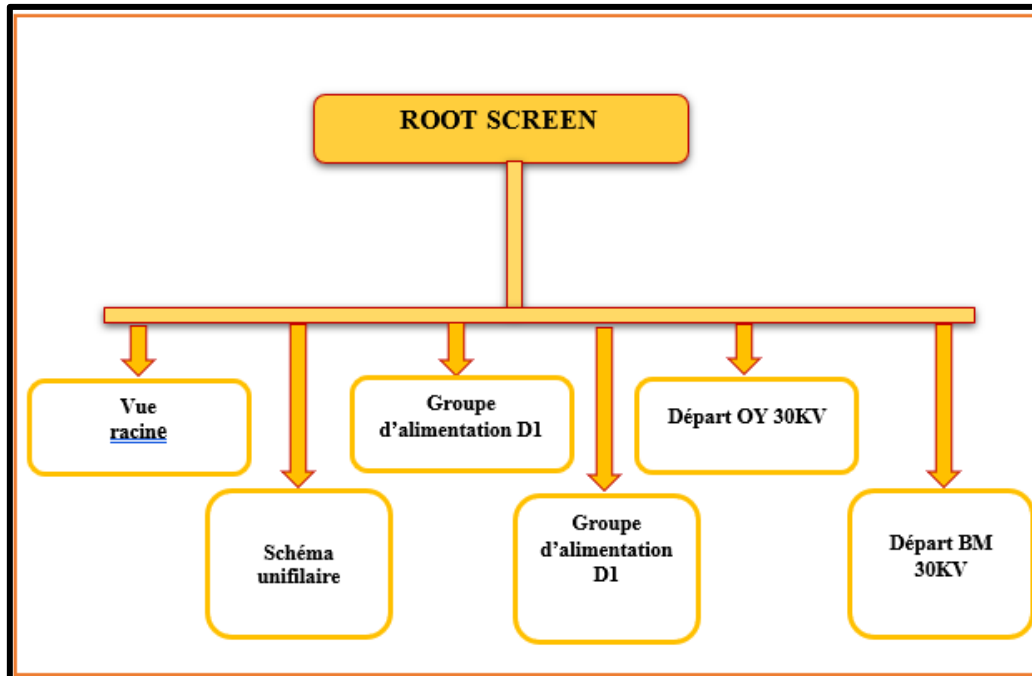 ROOT SCREEN
Vue
racine
Groupe
d’alimentation D1
Départ OY 30KV
Schéma
unifilaire
Groupe
d’alimentation
D1
Départ BM
30KV